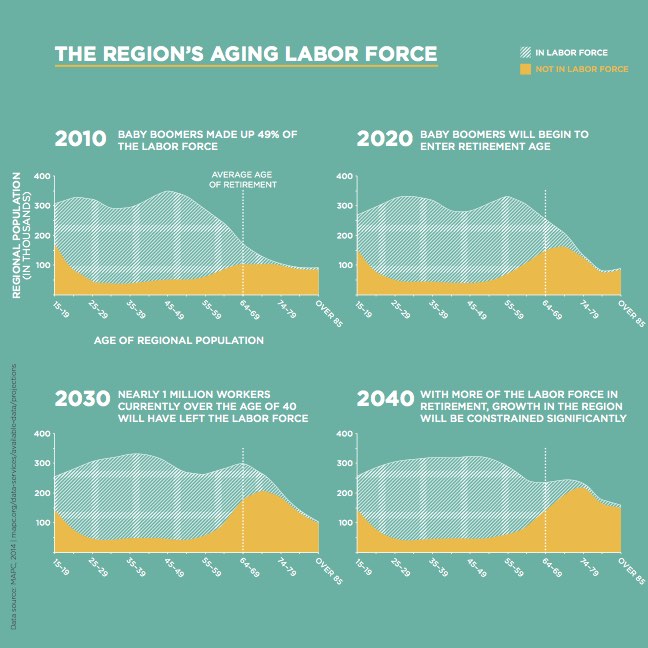 THE REGION'S AGING LABOR FORCE
IN LABOR FORCE
NOT IN LABOR FORCE
2010
BABY BOOMERS MADE UP 49% OF
THE LABOR FORCE
AVERAGE AGE
OF RETIREMENT
REGIONAL POPULATION
(IN THOUSANDS)
400
300
200
100
15–19
25–29
35–39
45–49
55–59
64–69
74–79
OVER 85
AGE OF REGIONAL POPULATION
2020
BABY BOOMERS WILL BEGIN TO
ENTER RETIREMENT AGE
400
300
200
100
15–19
25–29
35–39
45–49
55–59
64–69
74–79
OVER 85
2030
NEARLY 1 MILLION WORKERS
CURRENTLY OVER THE AGE OF 40
WILL HAVE LEFT THE LABOR FORCE
400
300
200
100
15–19
25–29
35–39
45–49
55–59
64–69
74–79
OVER 85
2040
WITH MORE OF THE LABOR FORCE IN
RETIREMENT, GROWTH IN THE REGION
WILL BE CONSTRAINED SIGNIFICANTLY
400
300
200
100
15–19
25–29
35–39
45–49
55–59
64–69
74–79
OVER 85
Data source: MAPC, 2014 | mapc.org/data-services/available-data/projections